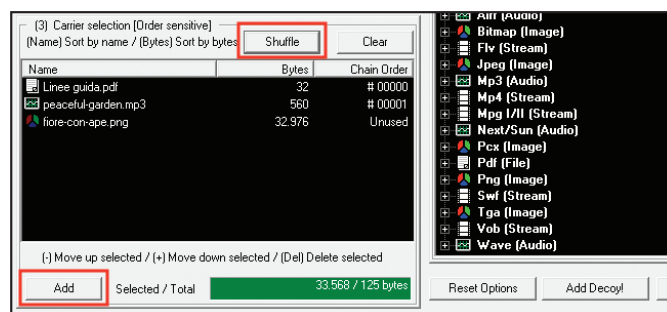 (3) Carrier selection [Order sensitive]
(Name) Sort by name / (Bytes) Sort by bytes
Shuffle
Clear
Name Bytes Chain Order
Linee guida.pdf 32 # 00000
peaceful-garden.mp3 560 # 00001
fiore-con-ape.png 32.976 Unused
(-) Move up selected / (+) Move down selected / (Del) Delete selected
Add
Selected / Total
33.568 / 125 bytes
Aiff (Audio)
Bitmap (Image)
Flv (Stream)
Jpeg (Image)
Mp3 (Audio)
Mp4 (Stream)
Mpg I/II (Stream)
Next/Sun (Audio)
Pcx (Image)
Pdf (File)
Png (Image)
Swf (Stream)
Tga (Image)
Vob (Stream)
Wave (Audio)
Reset Options
Add Decoy!